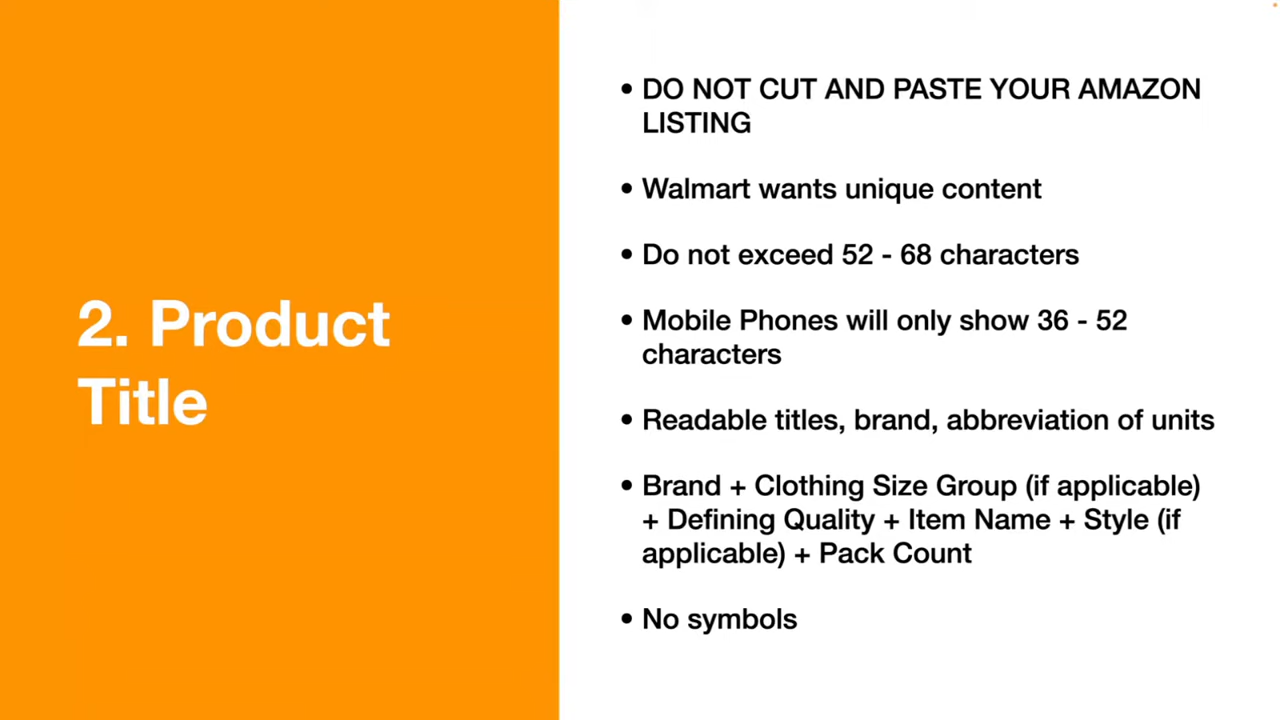 2. Product
Title
• DO NOT CUT AND PASTE YOUR AMAZON
LISTING
• Walmart wants unique content
• Do not exceed 52 - 68 characters
• Mobile Phones will only show 36 - 52
characters
• Readable titles, brand, abbreviation of units
• Brand + Clothing Size Group (if applicable)
+ Defining Quality + Item Name + Style (if
applicable) + Pack Count
• No symbols